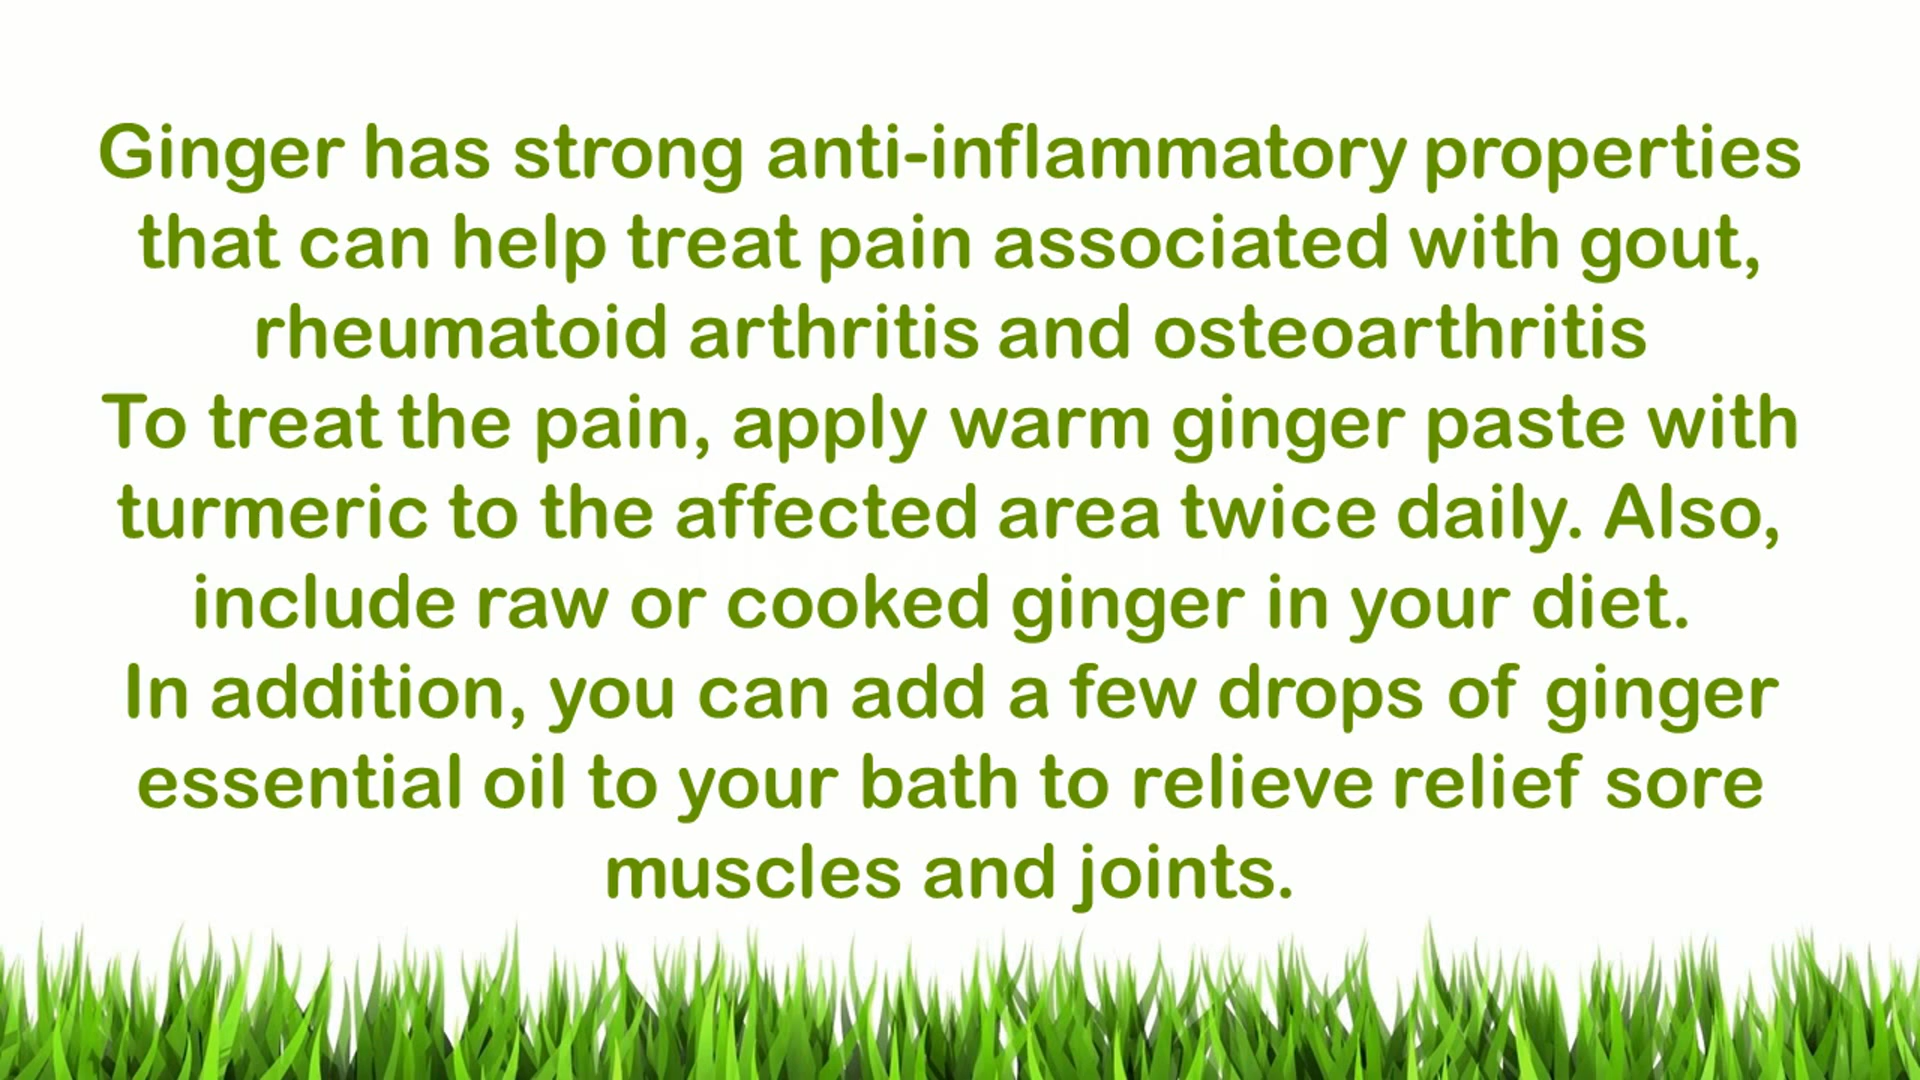 Ginger has strong anti-inflammatory properties
that can help treat pain associated with gout,
rheumatoid arthritis and osteoarthritis
To treat the pain, apply warm ginger paste with
turmeric to the affected area twice daily. Also,
include raw or cooked ginger in your diet.
In addition, you can add a few drops of ginger
essential oil to your bath to relieve relief sore
muscles and joints.